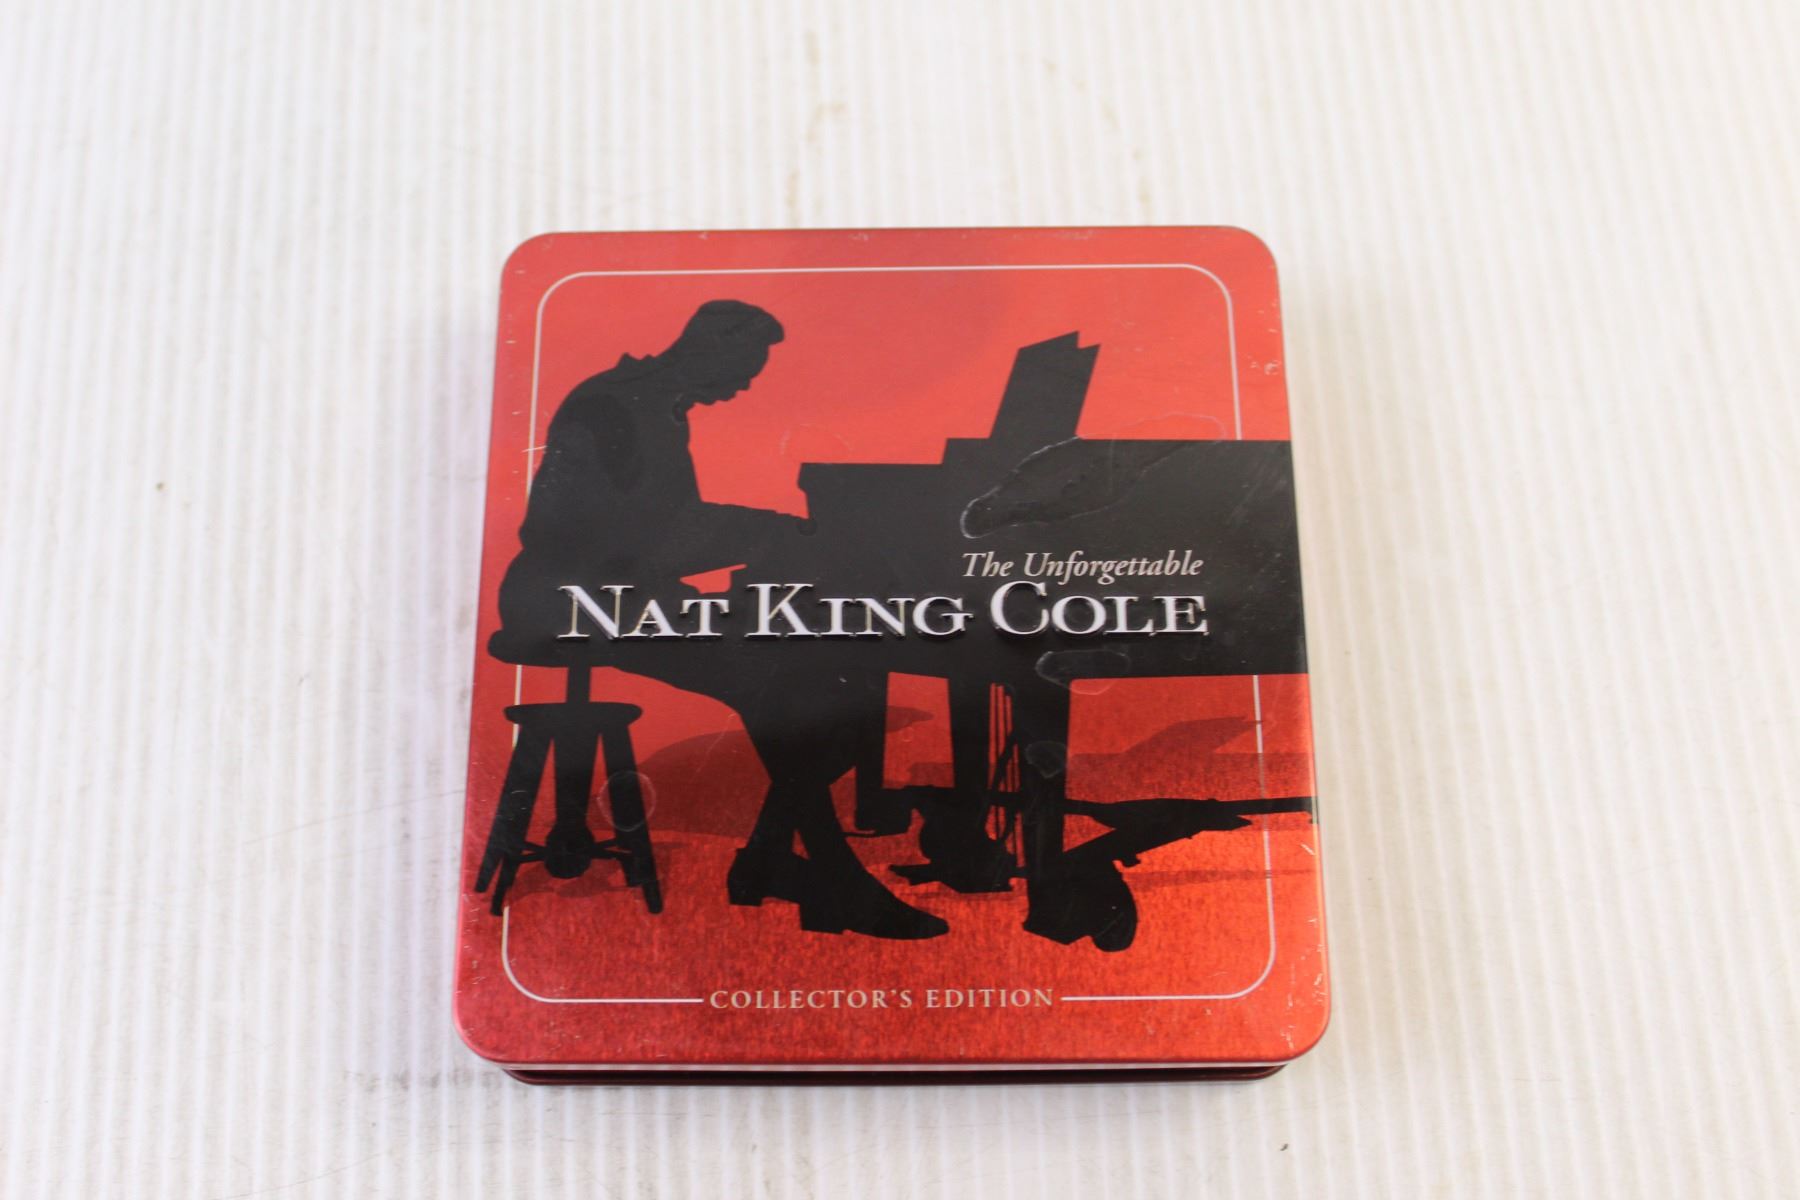 The Unforgettable
NAT KING COLE
COLLECTOR'S EDITION